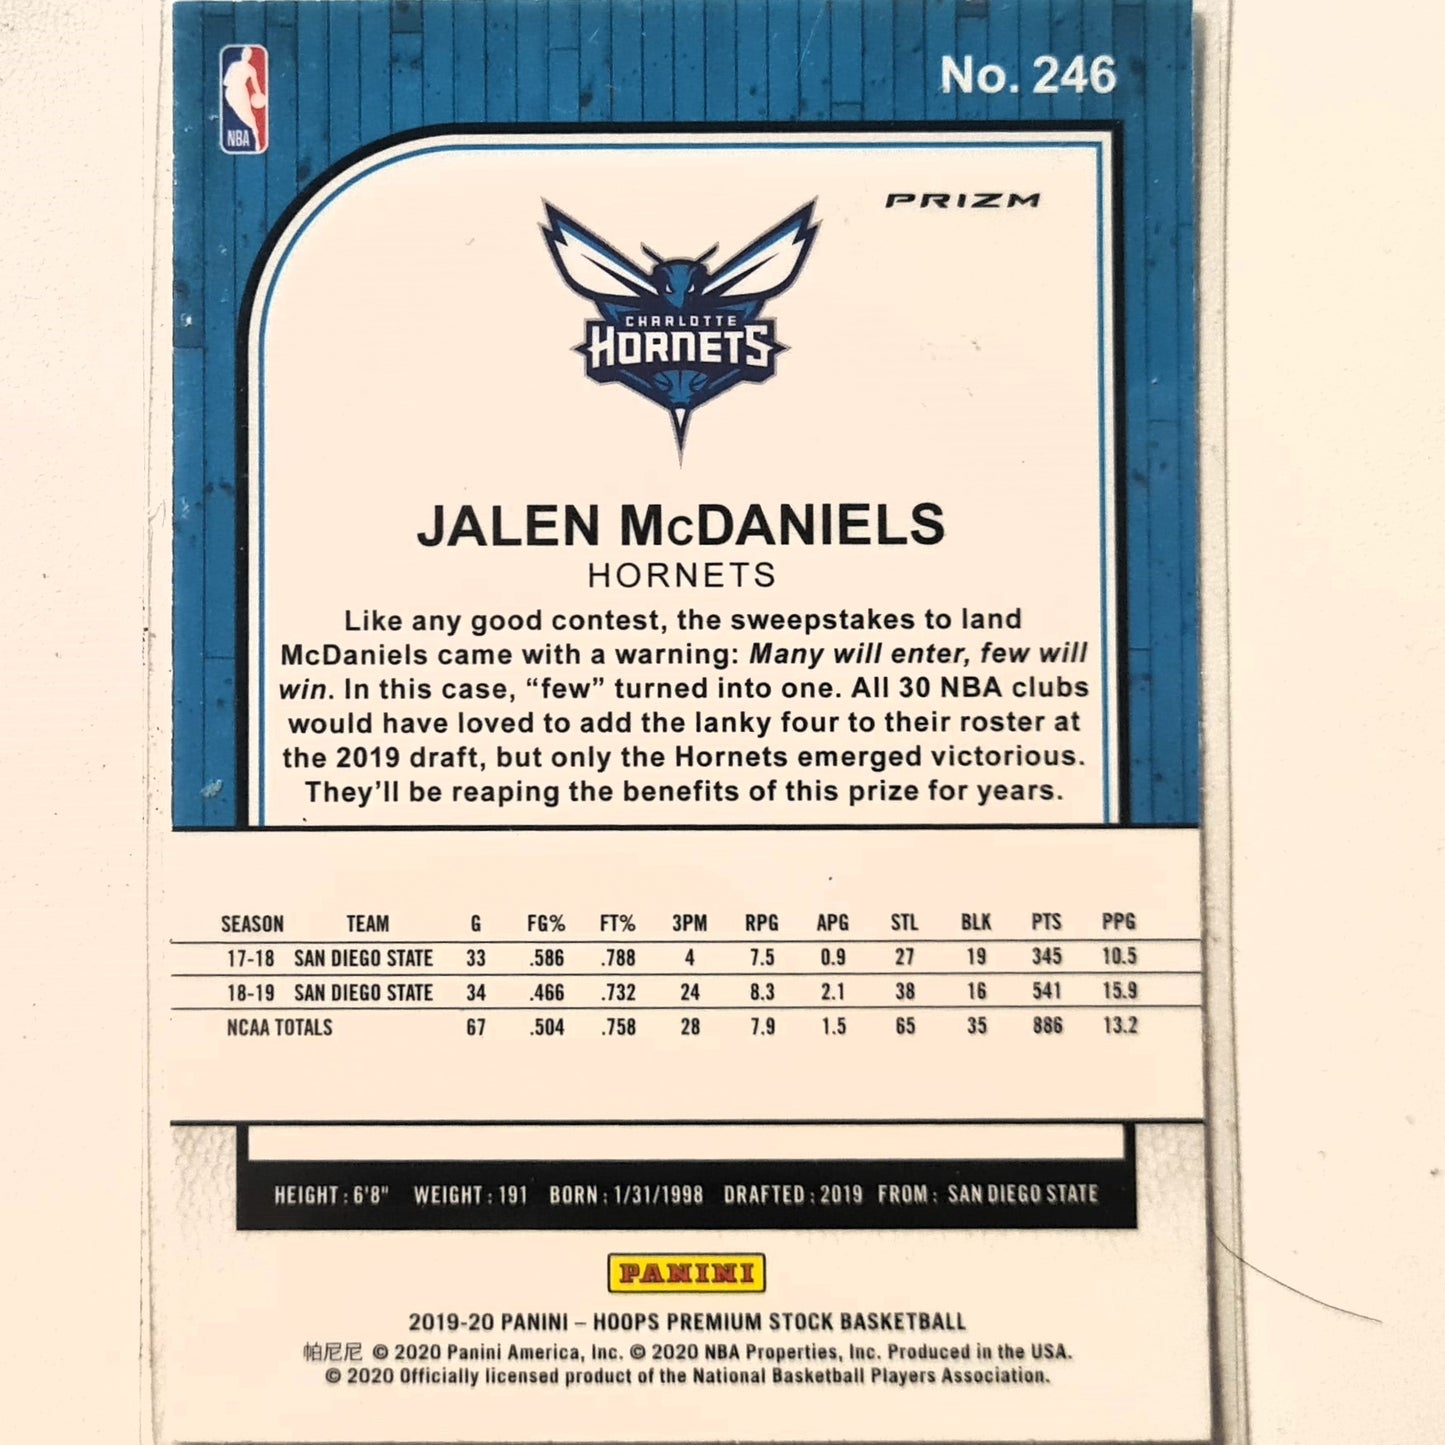 NBA
No. 246
PRIZM
CHARLOTTE
HORNETS
JALEN McDANIELS
HORNETS
Like any good contest, the sweepstakes to land
McDaniels came with a warning: Many will enter, few will
win. In this case, “few” turned into one. All 30 NBA clubs
would have loved to add the lanky four to their roster at
the 2019 draft, but only the Hornets emerged victorious.
They’ll be reaping the benefits of this prize for years.
SEASON TEAM G FG% FT% 3PM RPG APG STL BLK PTS PPG
17-18 SAN DIEGO STATE 33 .586 .788 4 7.5 0.9 27 19 345 10.5
18-19 SAN DIEGO STATE 34 .466 .732 24 8.3 2.1 38 16 541 15.9
NCAA TOTALS 67 .504 .758 28 7.9 1.5 65 35 886 13.2
HEIGHT: 6'8" WEIGHT: 191 BORN: 1/31/1998 DRAFTED: 2019 FROM: SAN DIEGO STATE
PANINI
2019-20 PANINI – HOOPS PREMIUM STOCK BASKETBALL
帕尼尼 © 2020 Panini America, Inc. © 2020 NBA Properties, Inc. Produced in the USA.
© 2020 Officially licensed product of the National Basketball Players Association.